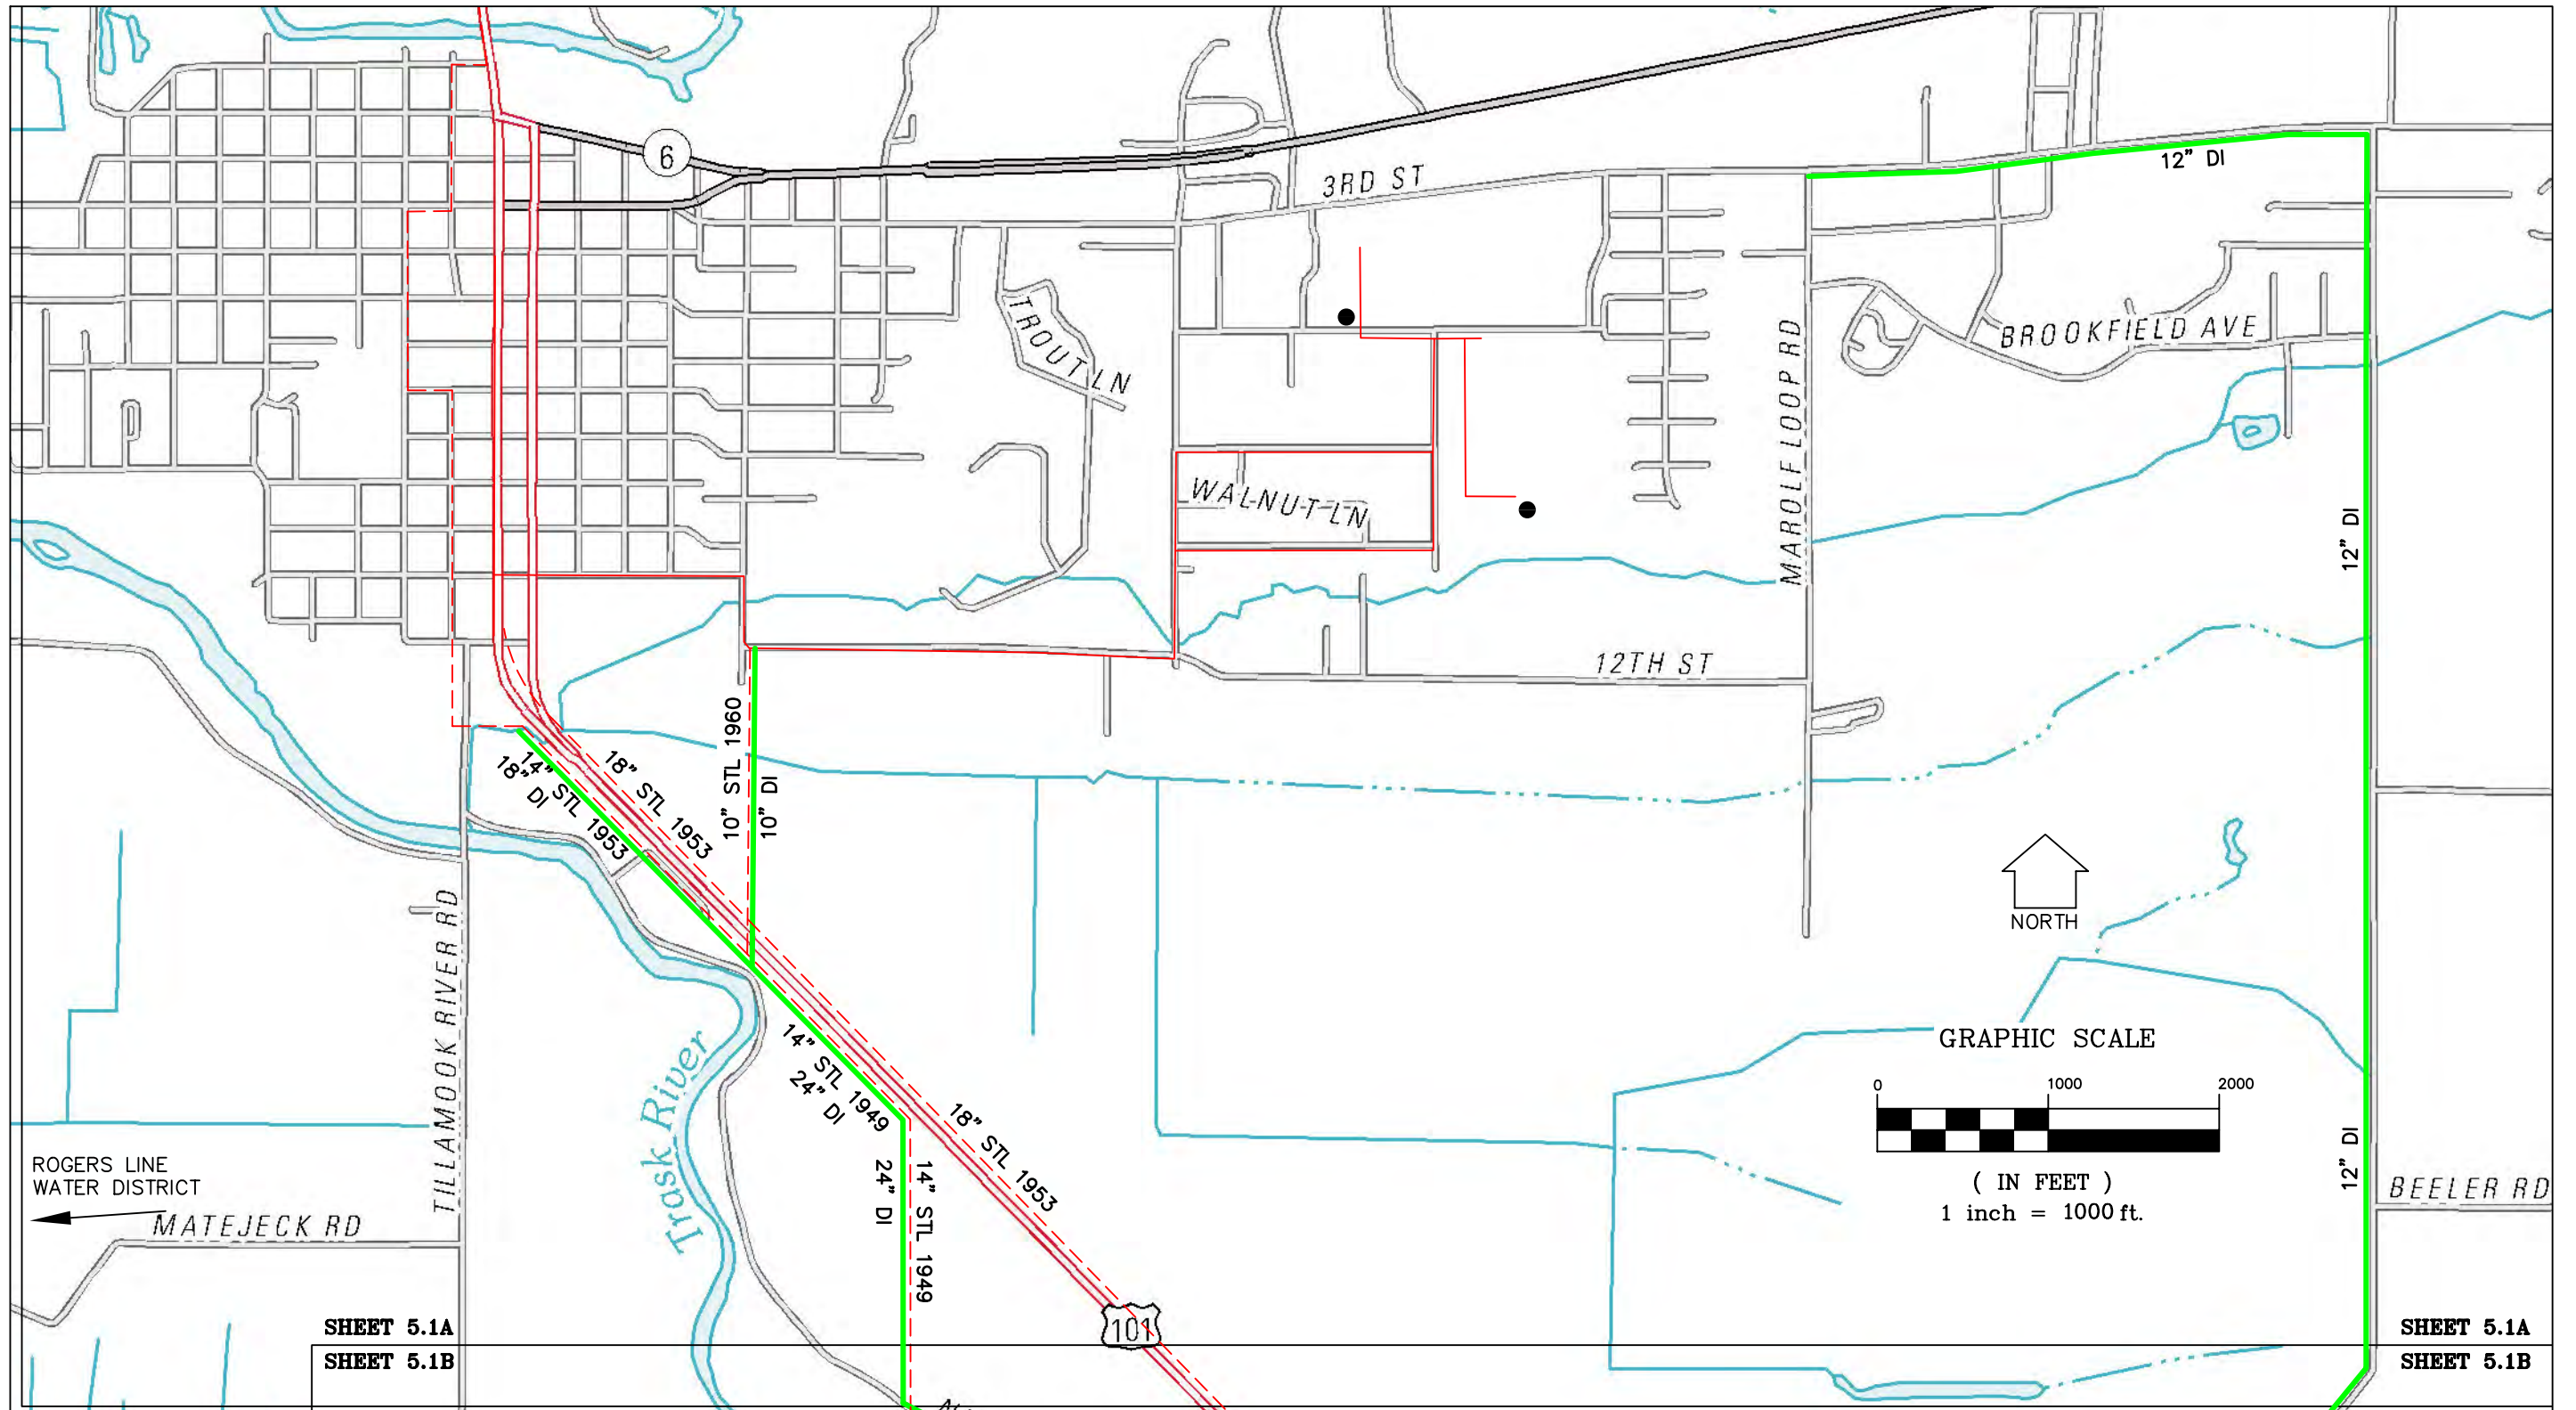 6
3RD ST
12” DI
TROUT LN
MAROLF LOOP RD
BROOKFIELD AVE
WALNUT LN
12” DI
12TH ST
10” STL 1960
10” DI
18” STL 1953
14” STL 1953
18” DI
TILLAMOOK RIVER RD
NORTH
Trask River
14” STL 1949
24” DI
GRAPHIC SCALE
0 1000 2000
( IN FEET )
1 inch = 1000 ft.
18” STL 1953
14” STL 1949
24” DI
12” DI
BEELER RD
ROGERS LINE
WATER DISTRICT
MATEJECK RD
101
SHEET 5.1A
SHEET 5.1B
SHEET 5.1A
SHEET 5.1B